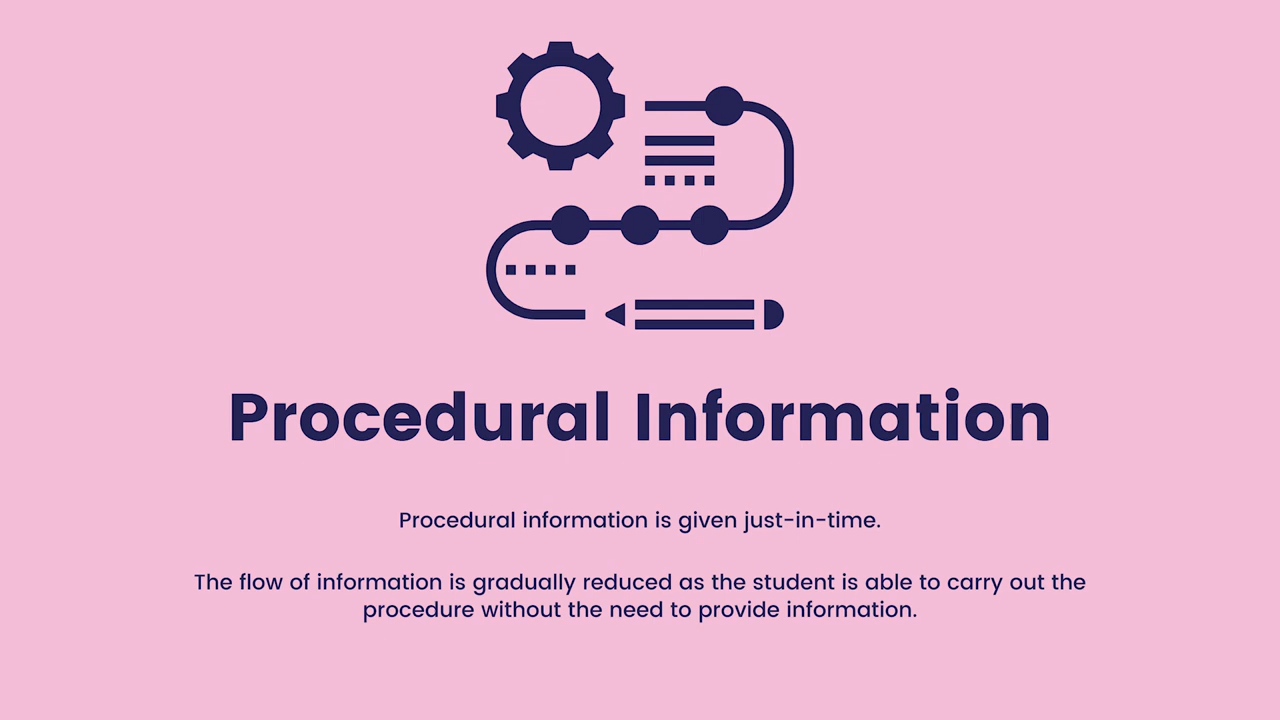 Procedural Information
Procedural information is given just-in-time.
The flow of information is gradually reduced as the student is able to carry out the
procedure without the need to provide information.